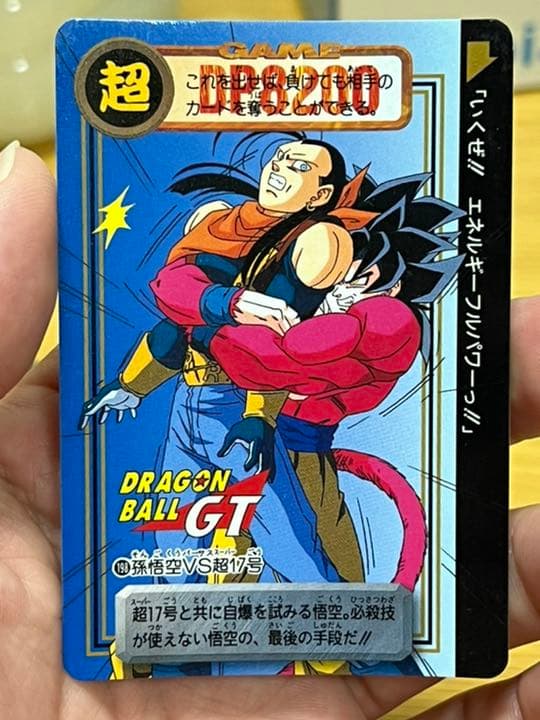 超
GAME
これを出せば、負けても相手の
カードを奪うことができる。
「いくぜ!! エネルギーフルパワーっ!!」
DRAGON
BALL GT
198 孫悟空VS超17号
超17号と共に自爆を試みる悟空。必殺技
が使えない悟空の、最後の手段だ!!